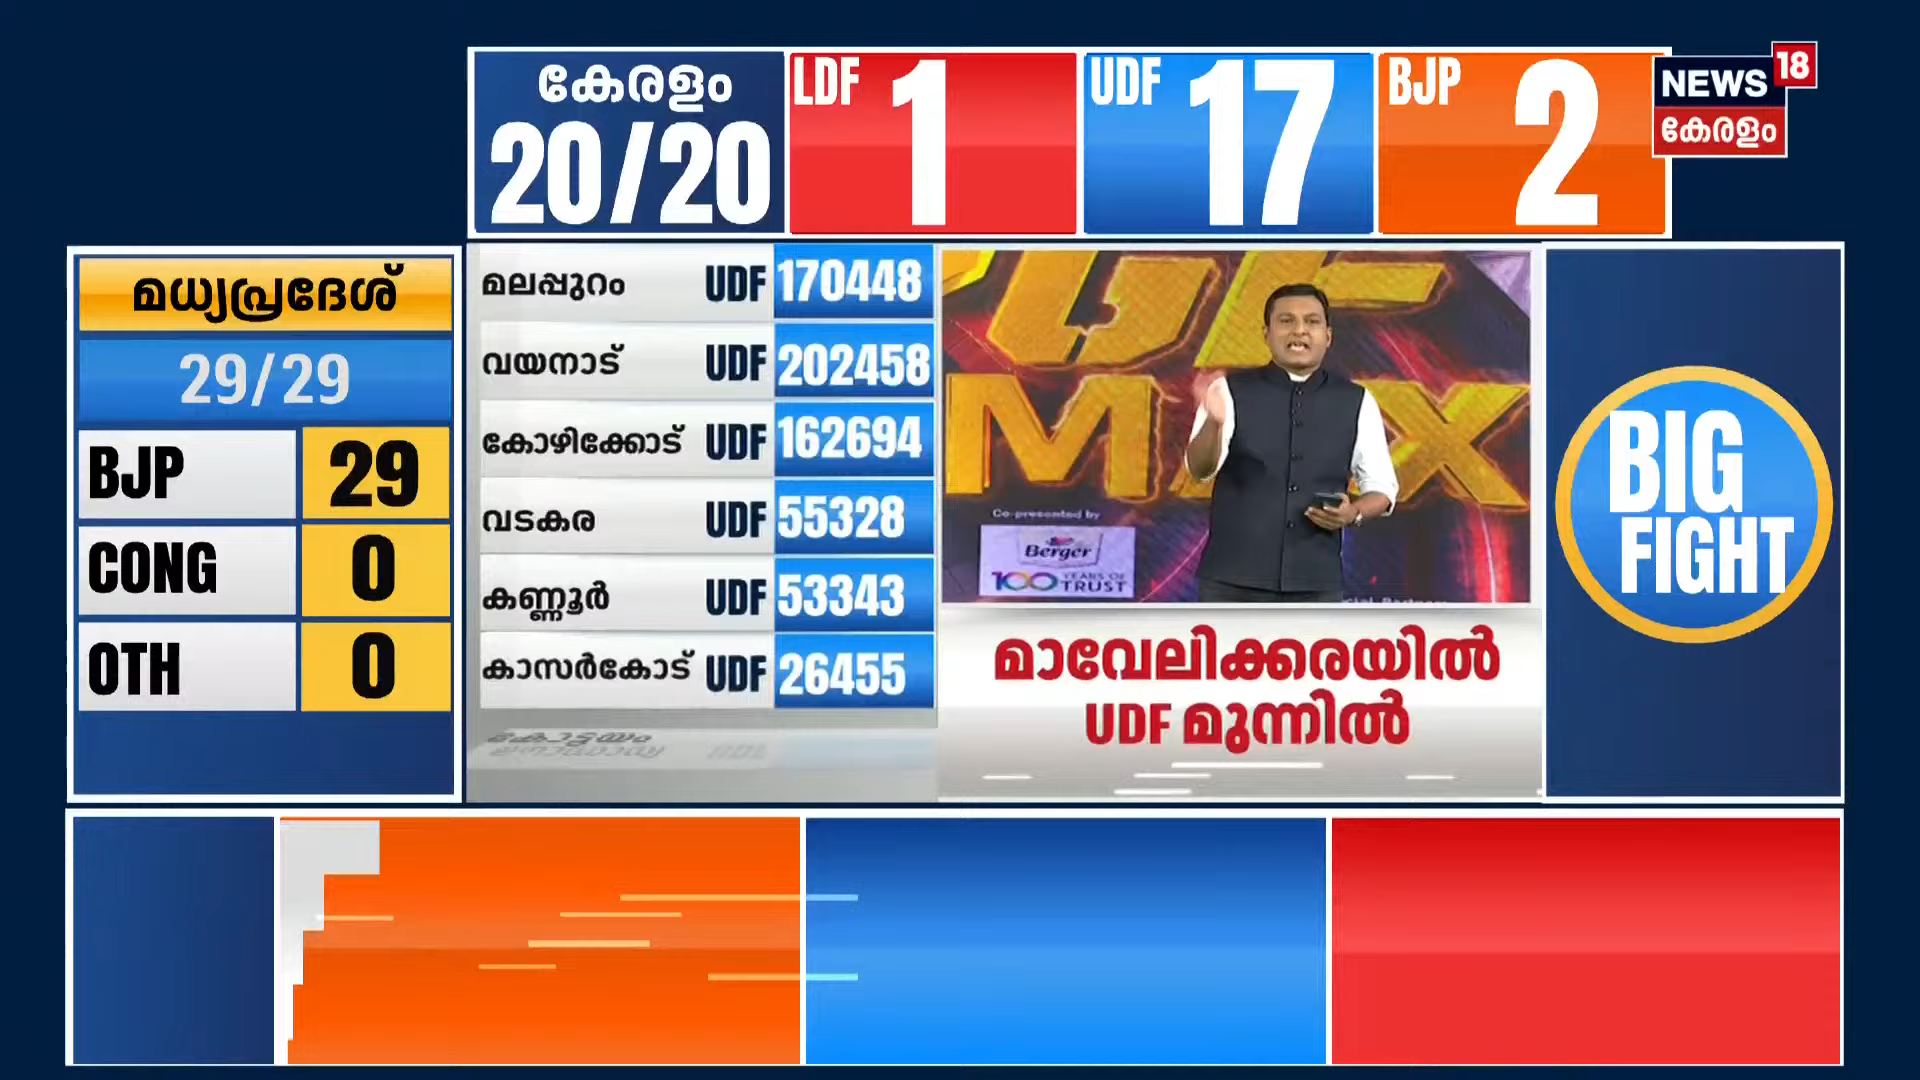 കേരളം
20/20
LDF 1
UDF 17
BJP 2
NEWS 18
കേരളം
മധ്യപ്രദേശ്
29/29
BJP 29
CONG 0
OTH 0
മലപ്പുറം UDF 170448
വയനാട് UDF 202458
കോഴിക്കോട് UDF 162694
വടകര UDF 55328
കണ്ണൂർ UDF 53343
കാസർകോട് UDF 26455
MAX
Co-presented by
Berger
100 YEARS OF
TRUST
മാവേലിക്കരയിൽ
UDF മുന്നിൽ
BIG
FIGHT